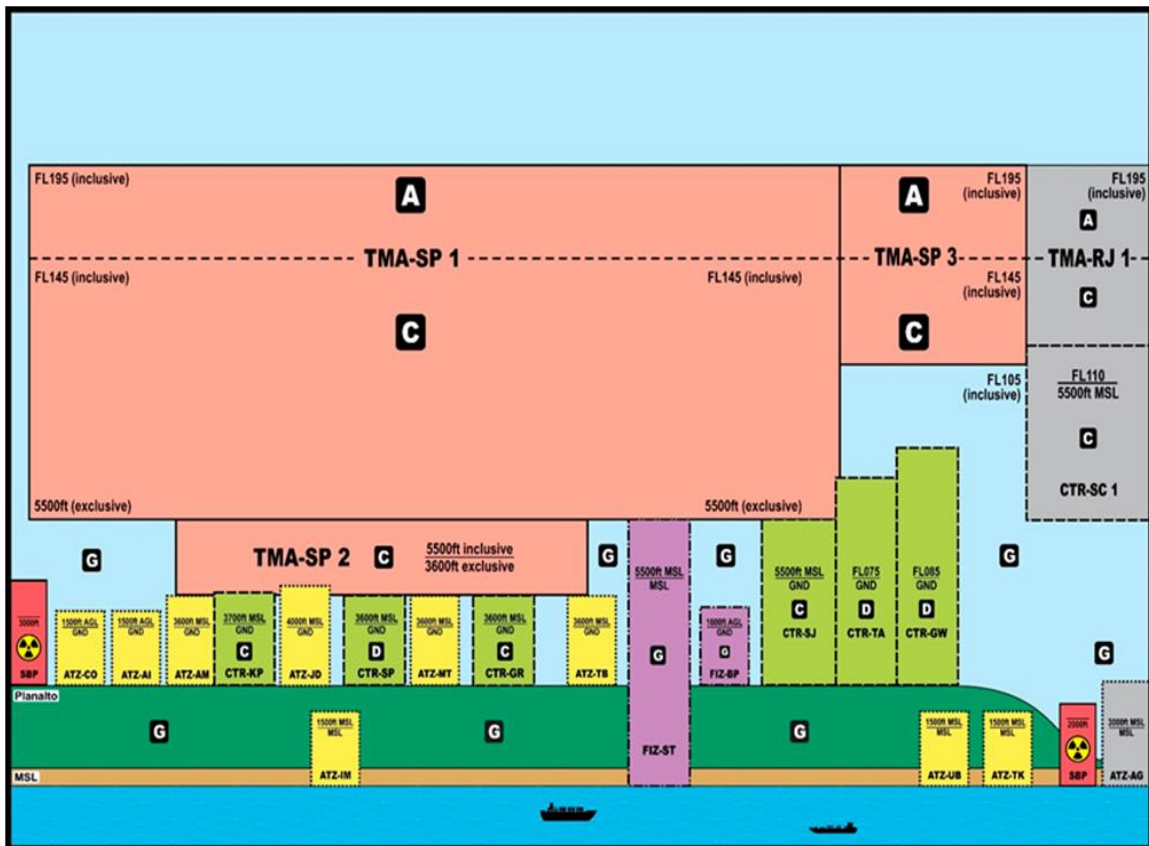 FL195 (inclusive)
A
A
FL195
(inclusive)
FL195
(inclusive)
A
TMA-SP 1
TMA-SP 3
TMA-RJ 1
FL145 (inclusive)
FL145 (inclusive)
FL145
(inclusive)
C
C
C
FL105
(inclusive)
FL110
5500ft MSL
C
CTR-SC 1
5500ft (exclusive)
5500ft (exclusive)
G
TMA-SP 2
C
5500ft inclusive
3600ft exclusive
G
G
G
3000ft
SBP
1500ft AGL
GND
ATZ-CO
1500ft AGL
GND
ATZ-AI
3600ft MSL
GND
ATZ-AM
3700ft MSL
GND
C
CTR-KP
4000ft MSL
GND
ATZ-JD
3600ft MSL
GND
D
CTR-SP
3600ft MSL
GND
ATZ-MT
3600ft MSL
GND
C
CTR-GR
3600ft MSL
GND
ATZ-TB
5500ft MSL
MSL
G
FIZ-ST
1600ft AGL
GND
G
FIZ-BP
5500ft MSL
GND
C
CTR-SJ
FL075
GND
D
CTR-TA
FL085
GND
D
CTR-GW
G
Planalto
G
G
G
1500ft MSL
MSL
ATZ-IM
1500ft MSL
MSL
ATZ-UB
1500ft MSL
MSL
ATZ-TK
2000ft
SBP
3000ft MSL
MSL
ATZ-AG
MSL